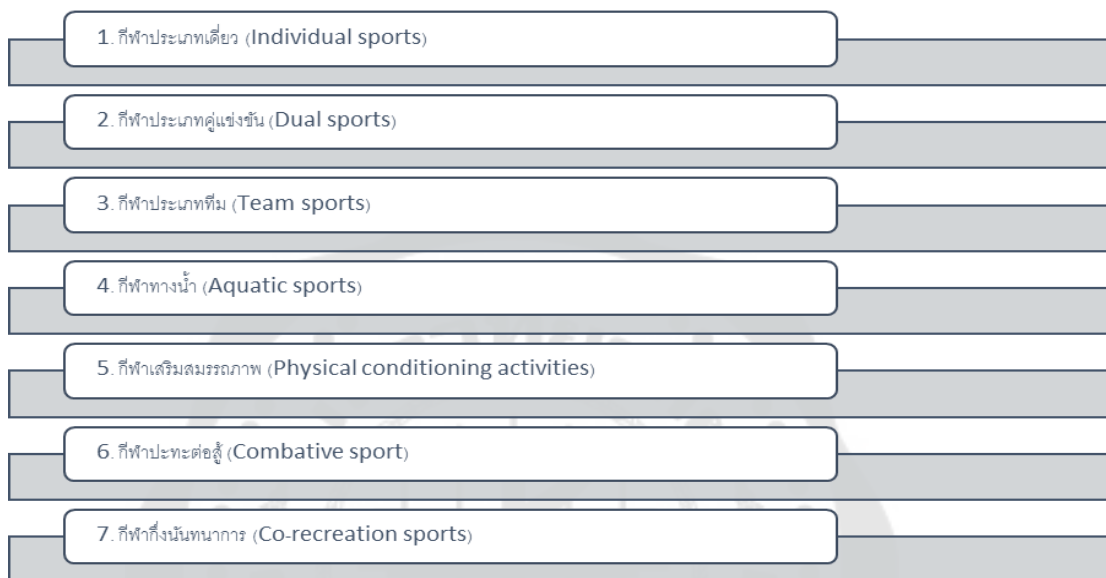 1. กีฬาประเภทเดี่ยว (Individual sports)
2. กีฬาประเภทคู่แข่งขัน (Dual sports)
3. กีฬาประเภททีม (Team sports)
4. กีฬาทางน้ำ (Aquatic sports)
5. กีฬาเสริมสมรรถภาพ (Physical conditioning activities)
6. กีฬาปะทะต่อสู้ (Combative sport)
7. กีฬากึ่งนันทนาการ (Co-recreation sports)